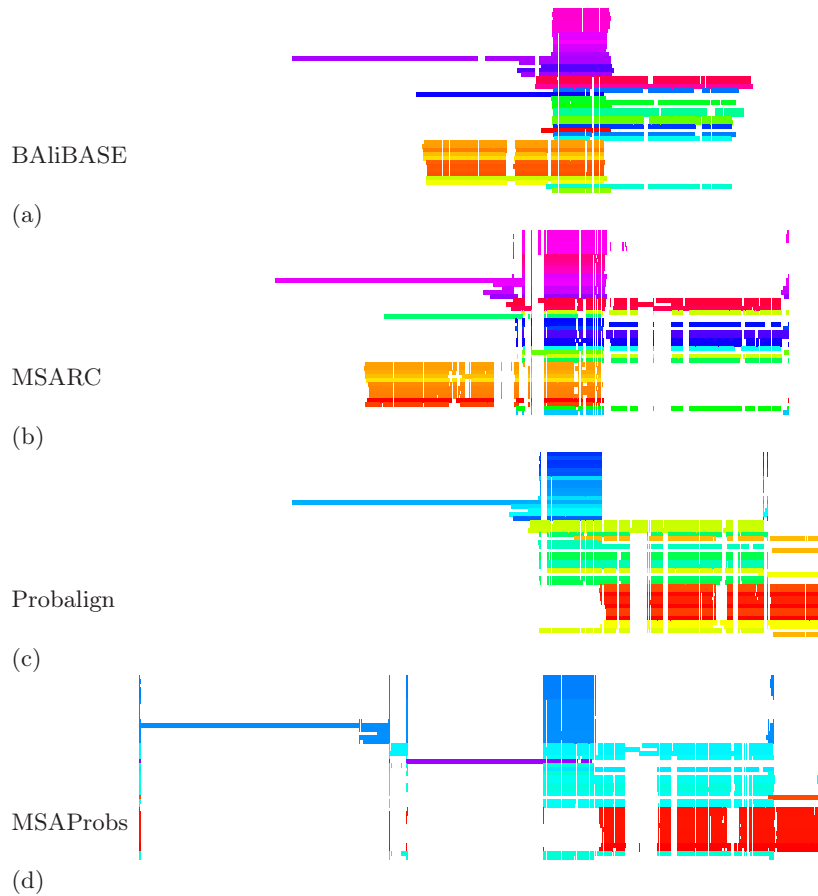 BAliBASE
(a)
MSARC
(b)
Probalign
(c)
MSAProbs
(d)